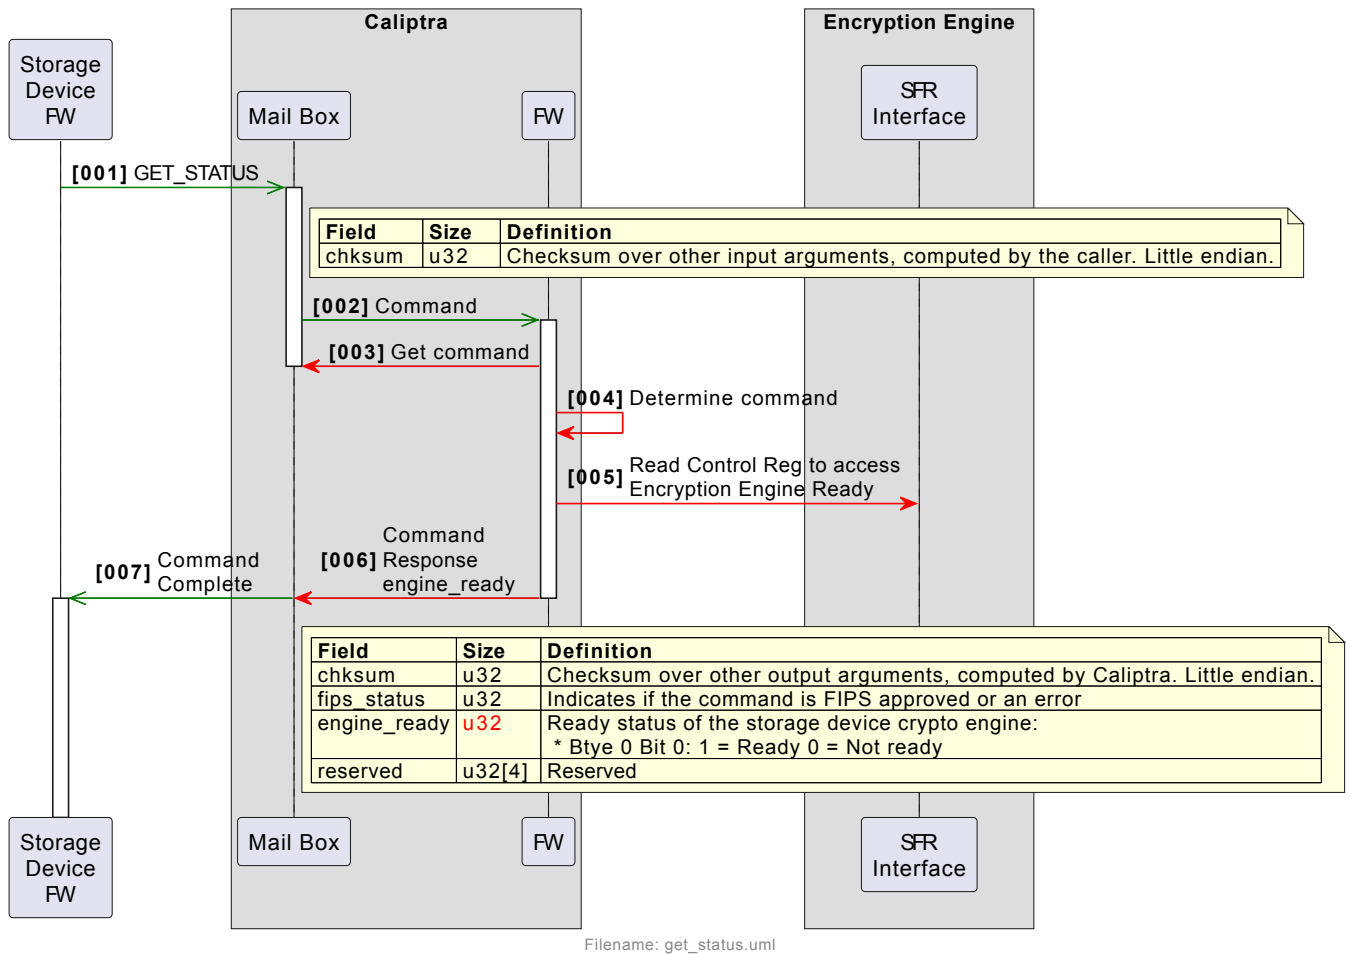 Caliptra
Encryption Engine
Storage
Device
FW
Mail Box
FW
SFR
Interface
[001] GET_STATUS
Field Size Definition
chksum u32 Checksum over other input arguments, computed by the caller. Little endian.
[002] Command
[003] Get command
[004] Determine command
[005] Read Control Reg to access
Encryption Engine Ready
[006] Command
Response
engine_ready
[007] Command
Complete
Field Size Definition
chksum u32 Checksum over other output arguments, computed by Caliptra. Little endian.
fips_status u32 Indicates if the command is FIPS approved or an error
engine_ready u32 Ready status of the storage device crypto engine:
* Btye 0 Bit 0: 1 = Ready 0 = Not ready
reserved u32[4] Reserved
Storage
Device
FW
Mail Box
FW
SFR
Interface
Filename: get_status.uml